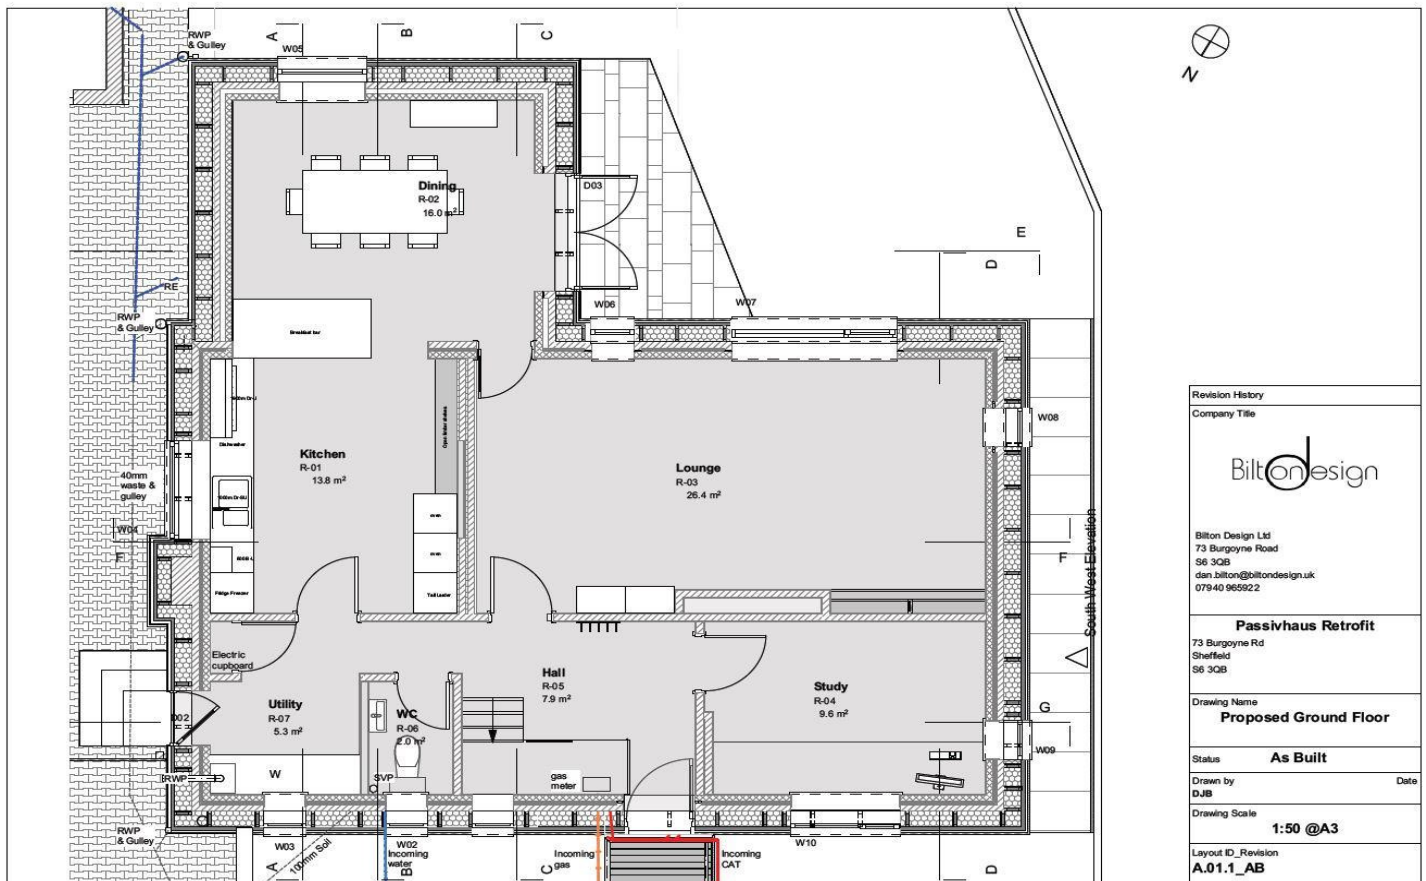 RWP
& Gulley
A
B
C
W05
N
Dining
R-02
16.0 m²
D03
E
D
RE
RWP
& Gulley
W06
W07
Breakfast bar
Dishwasher
Open timber shelves
Kitchen
R-01
13.8 m²
Lounge
R-03
26.4 m²
W08
40mm
waste &
gulley
W04
F
oven
oven
Fridge Freezer
Tall Larder
F
South West Elevation
Electric
cupboard
Utility
R-07
5.3 m²
D02
WC
R-06
2.0 m²
Hall
R-05
7.9 m²
Study
R-04
9.6 m²
G
W09
W
RWP
SVP
gas
meter
RWP
& Gulley
W03
W02
W10
A
100mm Soil
Incoming
water
B
C
Incoming
gas
Incoming
CAT
D
Revision History
Company Title
Biltondesign
Bilton Design Ltd
73 Burgoyne Road
S6 3QB
dan.bilton@biltondesign.uk
07940 965922
Passivhaus Retrofit
73 Burgoyne Rd
Sheffield
S6 3QB
Drawing Name
Proposed Ground Floor
Status As Built
Drawn by Date
DJB
Drawing Scale
1:50 @A3
Layout ID_Revision
A.01.1_AB